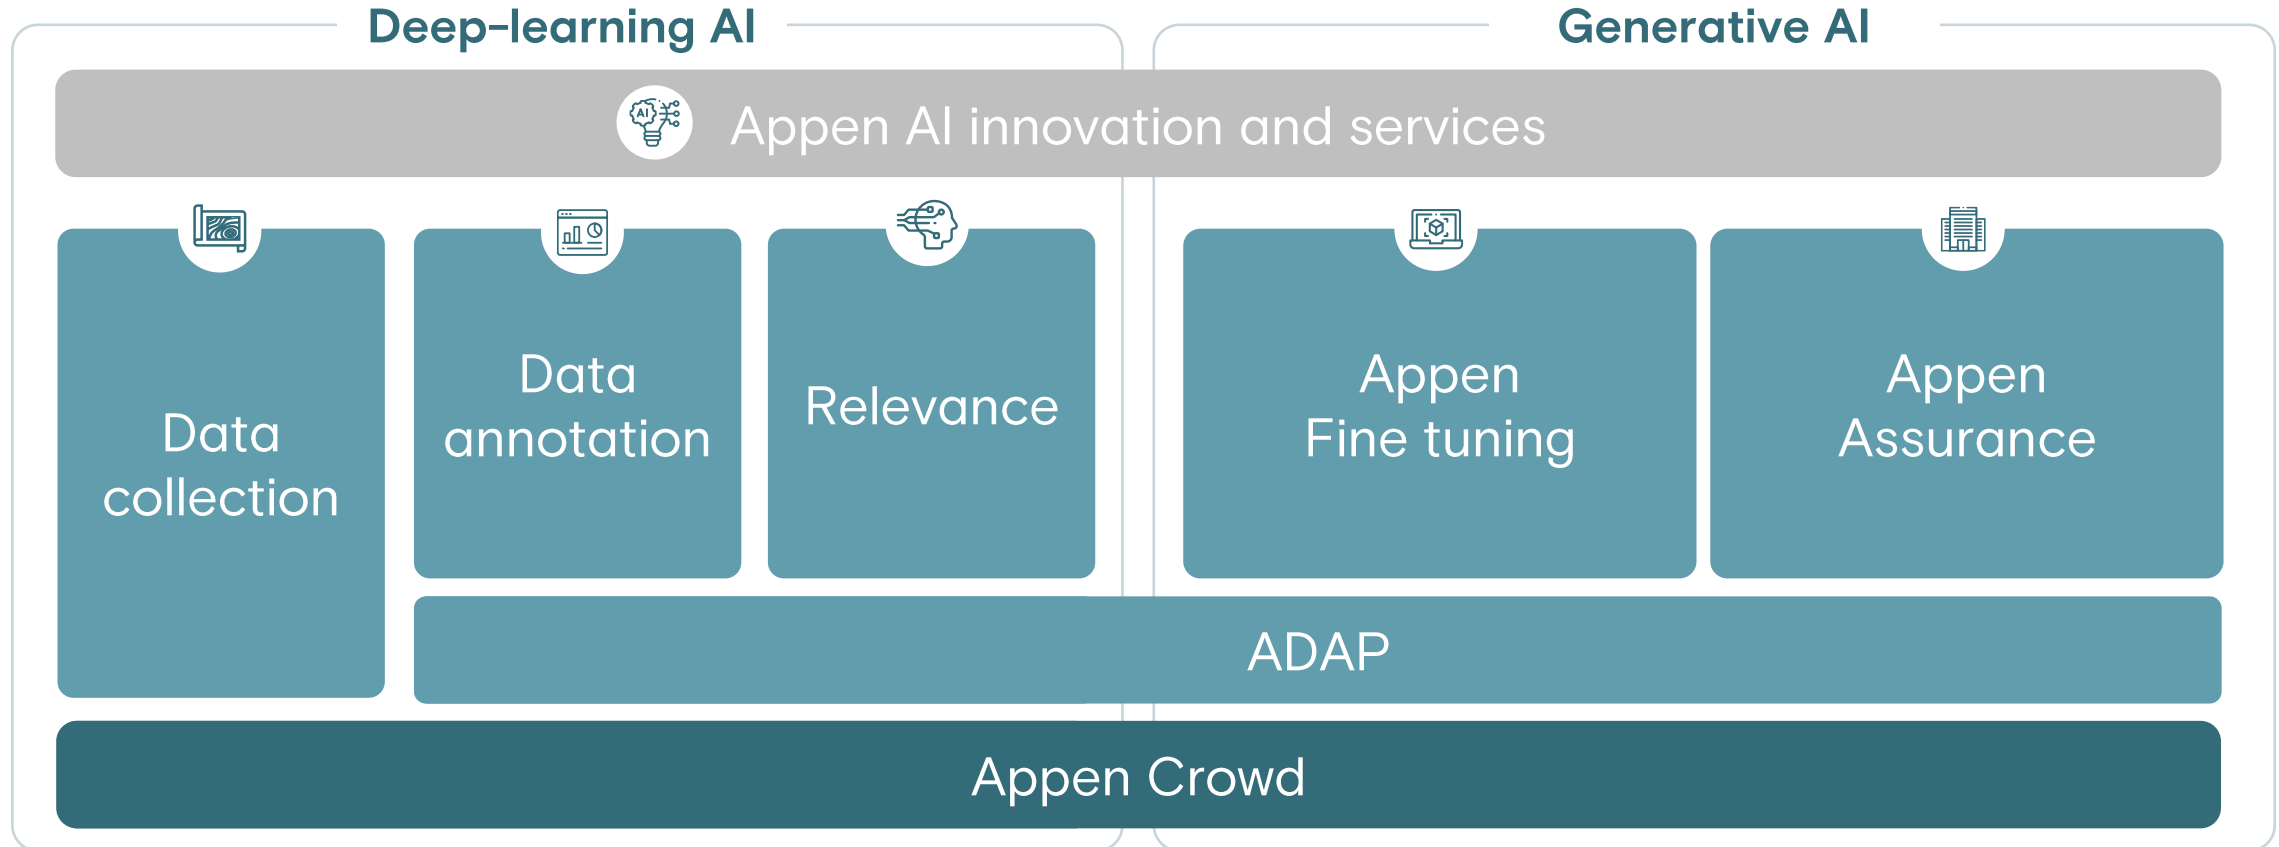 Deep-learning AI
Generative AI
AI
Appen AI innovation and services
Data
collection
Data
annotation
Relevance
Appen
Fine tuning
Appen
Assurance
ADAP
Appen Crowd